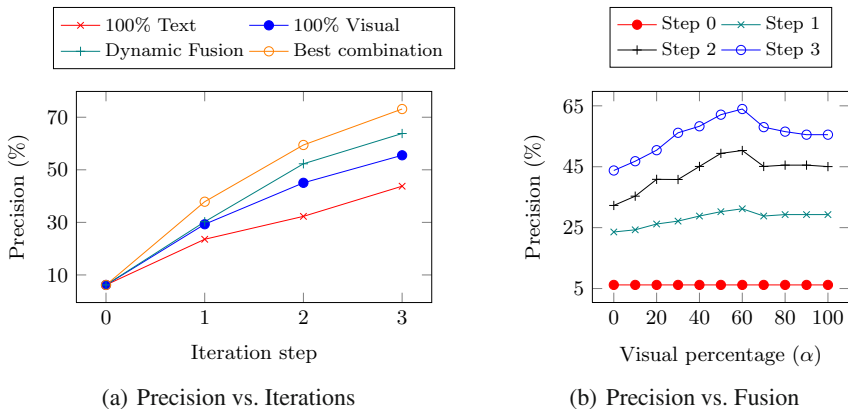 100% Text
100% Visual
Dynamic Fusion
Best combination
70
50
30
10
Precision (%)
0 1 2 3
Iteration step
(a) Precision vs. Iterations
Step 0
Step 1
Step 2
Step 3
65
45
25
5
Precision (%)
0 20 40 60 80 100
Visual percentage (α)
(b) Precision vs. Fusion